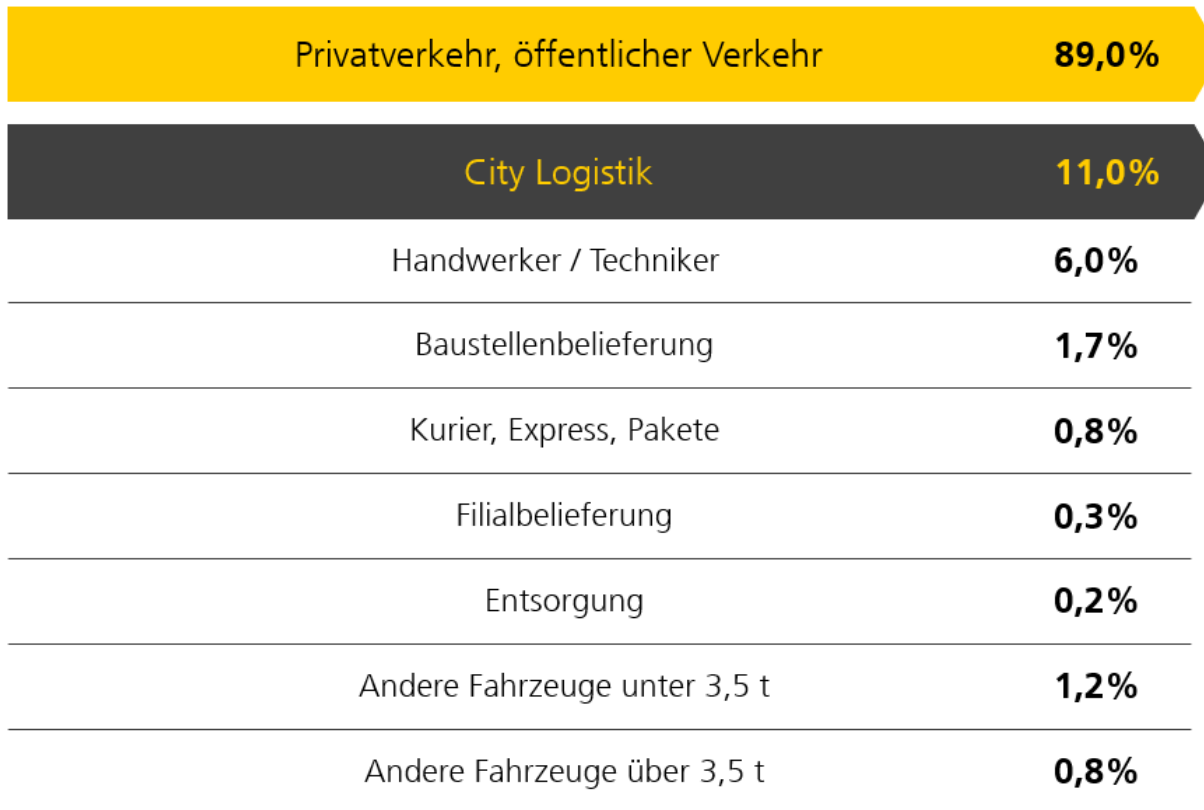 Privatverkehr, öffentlicher Verkehr 89,0%
City Logistik 11,0%
Handwerker / Techniker 6,0%
Baustellenbelieferung 1,7%
Kurier, Express, Pakete 0,8%
Filialbelieferung 0,3%
Entsorgung 0,2%
Andere Fahrzeuge unter 3,5 t 1,2%
Andere Fahrzeuge über 3,5 t 0,8%